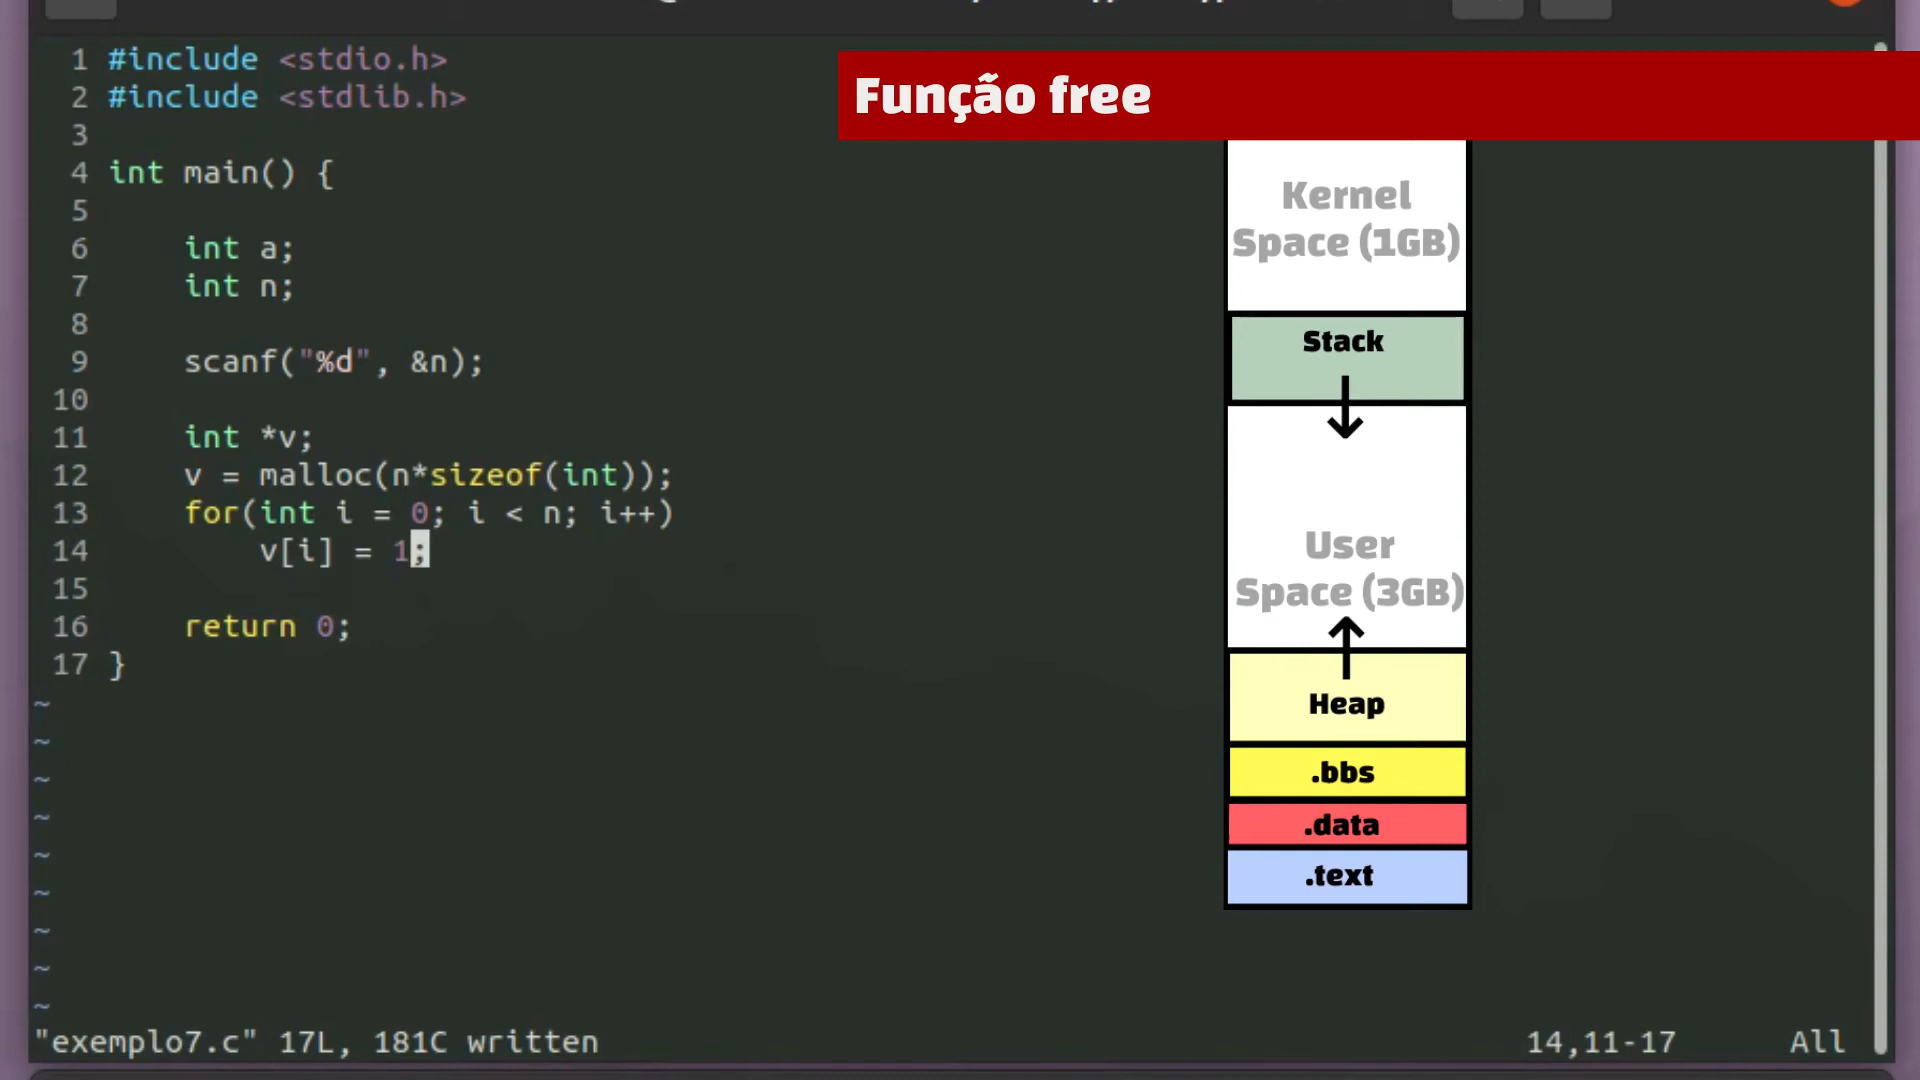 1 #include <stdio.h>
2 #include <stdlib.h>
3
4 int main() {
5
6     int a;
7     int n;
8
9     scanf("%d", &n);
10
11     int *v;
12     v = malloc(n*sizeof(int));
13     for(int i = 0; i < n; i++)
14         v[i] = 1;
15
16     return 0;
17 }
~
~
~
~
~
~
~
~
~
"exemplo7.c" 17L, 181C written
14,11-17
All
Função free
Kernel
Space (1GB)
Stack
User
Space (3GB)
Heap
.bbs
.data
.text